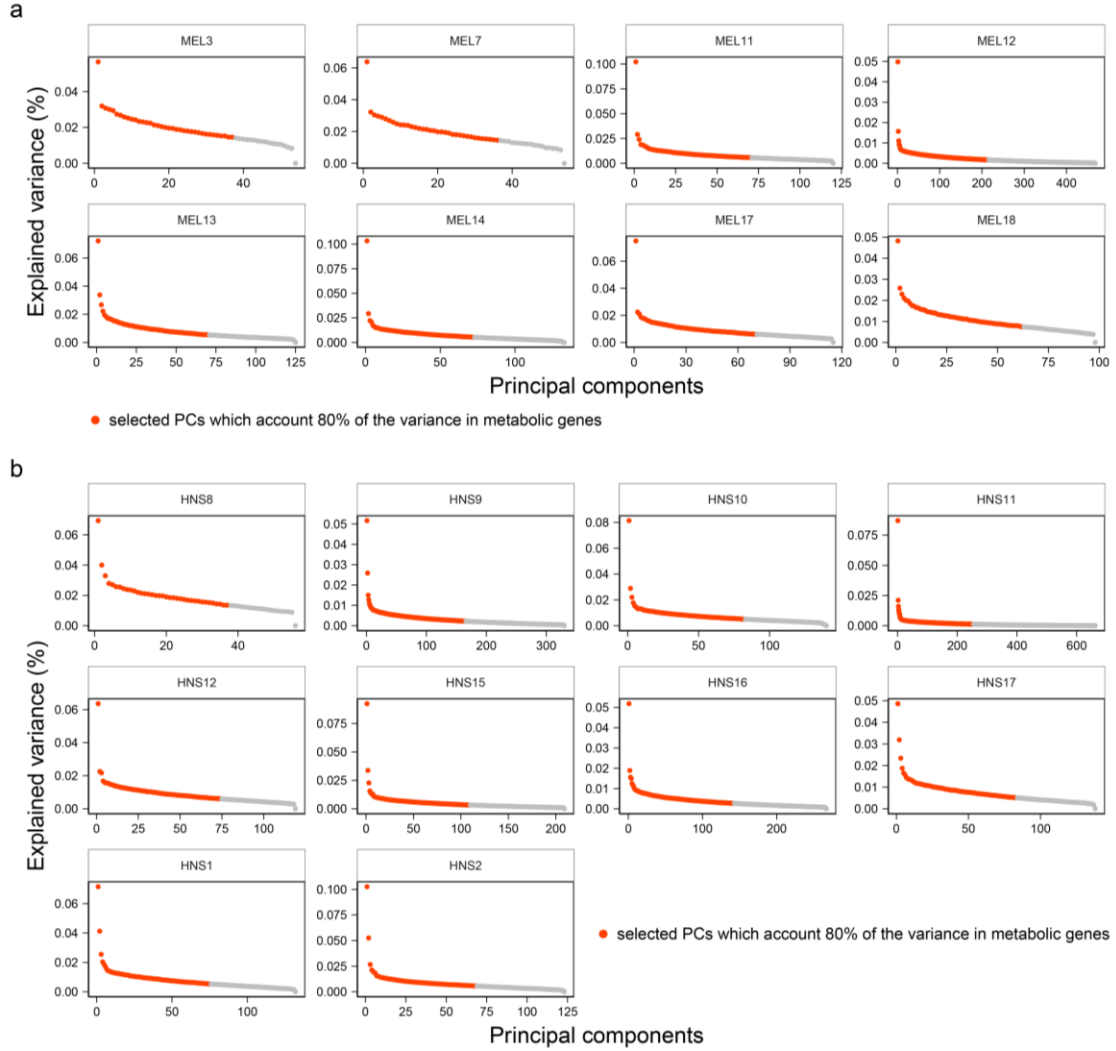 a
MEL3 MEL7 MEL11 MEL12
Explained variance (%)
0.04
0.02
0.00
0 20 40
0.06
0.04
0.02
0.00
0 20 40
0.100
0.075
0.050
0.025
0.000
0 25 50 75 100 125
0.05
0.04
0.03
0.02
0.01
0.00
0 100 200 300 400
MEL13 MEL14 MEL17 MEL18
0.06
0.04
0.02
0.00
0 25 50 75 100 125
0.100
0.075
0.050
0.025
0.000
0 50 100
0.06
0.04
0.02
0.00
0 30 60 90 120
0.05
0.04
0.03
0.02
0.01
0.00
0 25 50 75 100
Principal components
selected PCs which account 80% of the variance in metabolic genes
b
HNS8 HNS9 HNS10 HNS11
Explained variance (%)
0.06
0.04
0.02
0.00
0 20 40
0.05
0.04
0.03
0.02
0.01
0.00
0 100 200 300
0.08
0.06
0.04
0.02
0.00
0 50 100
0.075
0.050
0.025
0.000
0 200 400 600
HNS12 HNS15 HNS16 HNS17
0.06
0.04
0.02
0.00
0 25 50 75 100
0.075
0.050
0.025
0.000
0 50 100 150 200
0.05
0.04
0.03
0.02
0.01
0.00
0 100 200
0.05
0.04
0.03
0.02
0.01
0.00
0 50 100
HNS1 HNS2
0.06
0.04
0.02
0.00
0 50 100
0.100
0.075
0.050
0.025
0.000
0 25 50 75 100 125
selected PCs which account 80% of the variance in metabolic genes
Principal components